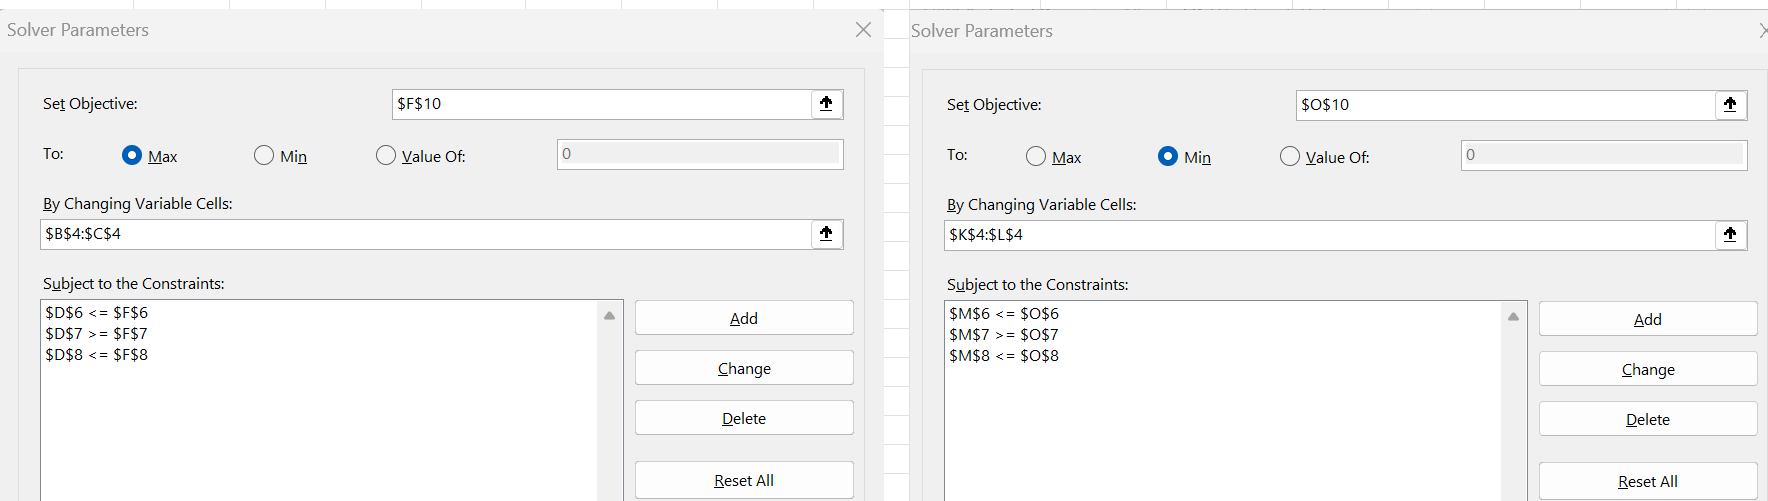 Solver Parameters
Set Objective:
$F$10
To:
Max
Min
Value Of:
0
By Changing Variable Cells:
$B$4:$C$4
Subject to the Constraints:
$D$6 <= $F$6
$D$7 >= $F$7
$D$8 <= $F$8
Add
Change
Delete
Reset All
Solver Parameters
Set Objective:
$O$10
To:
Max
Min
Value Of:
0
By Changing Variable Cells:
$K$4:$L$4
Subject to the Constraints:
$M$6 <= $O$6
$M$7 >= $O$7
$M$8 <= $O$8
Add
Change
Delete
Reset All